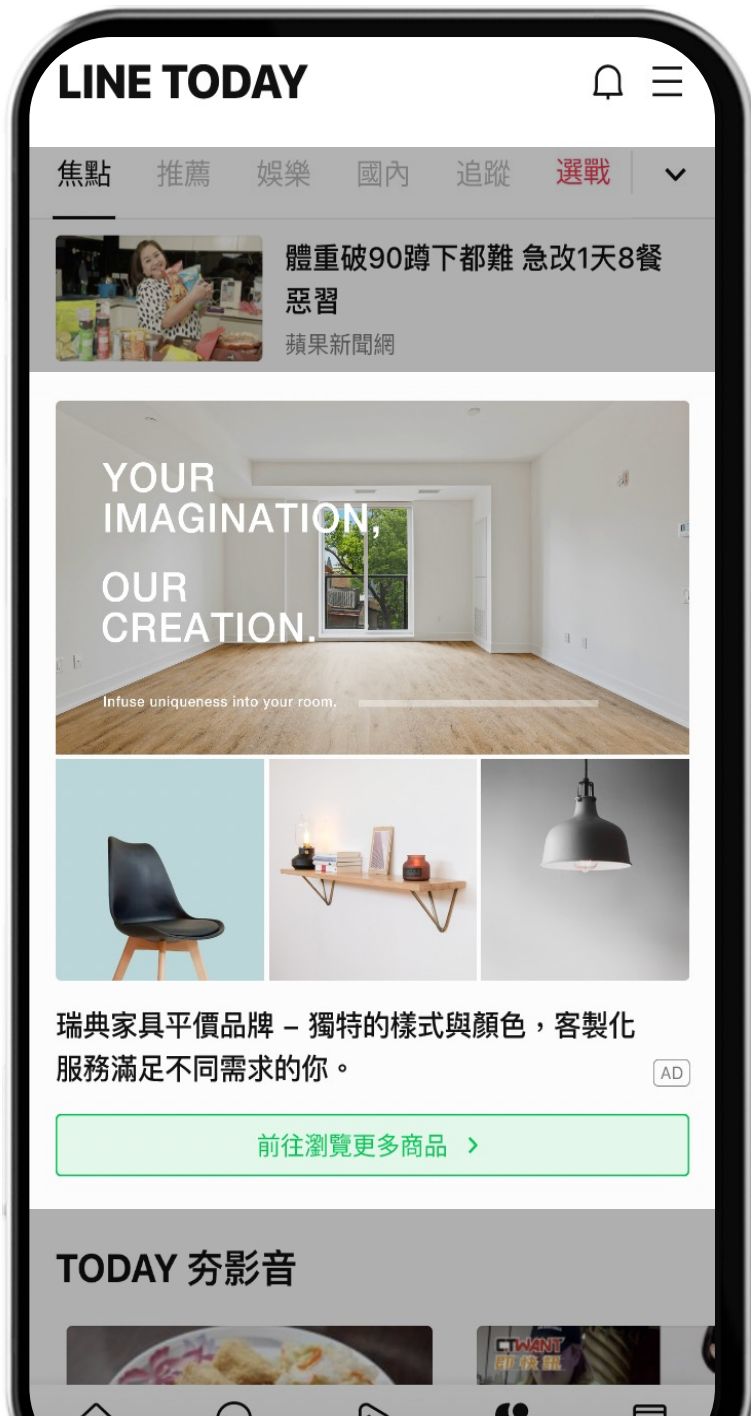 LINE TODAY
焦點 推薦 娛樂 國內 追蹤 選戰
體重破90蹲下都難 急改1天8餐
惡習
蘋果新聞網
YOUR
IMAGINATION,
OUR
CREATION.
Infuse uniqueness into your room.
瑞典家具平價品牌 – 獨特的樣式與顏色，客製化
服務滿足不同需求的你。
AD
前往瀏覽更多商品 >
TODAY 夯影音
CTWANT
即快訊